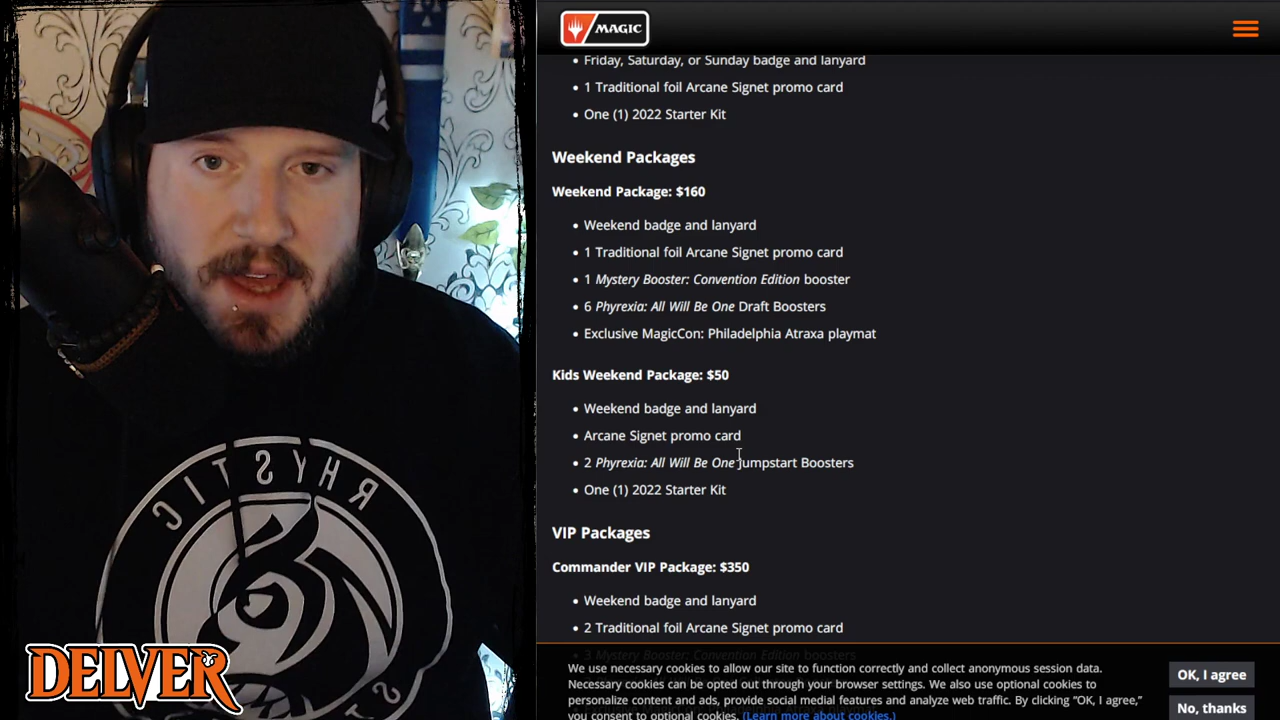 MAGIC
• Friday, Saturday, or Sunday badge and lanyard
• 1 Traditional foil Arcane Signet promo card
• One (1) 2022 Starter Kit
Weekend Packages
Weekend Package: $160
• Weekend badge and lanyard
• 1 Traditional foil Arcane Signet promo card
• 1 Mystery Booster: Convention Edition booster
• 6 Phyrexia: All Will Be One Draft Boosters
• Exclusive MagicCon: Philadelphia Atraxa playmat
Kids Weekend Package: $50
• Weekend badge and lanyard
• Arcane Signet promo card
• 2 Phyrexia: All Will Be One Jumpstart Boosters
• One (1) 2022 Starter Kit
VIP Packages
Commander VIP Package: $350
• Weekend badge and lanyard
• 2 Traditional foil Arcane Signet promo card
• 3 Mystery Booster: Convention Edition boosters
We use necessary cookies to allow our site to function correctly and collect anonymous session data.
Necessary cookies can be opted out through your browser settings. We also use optional cookies to
personalize content and ads, provide social medial features and analyze web traffic. By clicking “OK, I agree,”
you consent to optional cookies. (Learn more about cookies.)
OK, I agree
No, thanks
RHYSTIC
DELVER